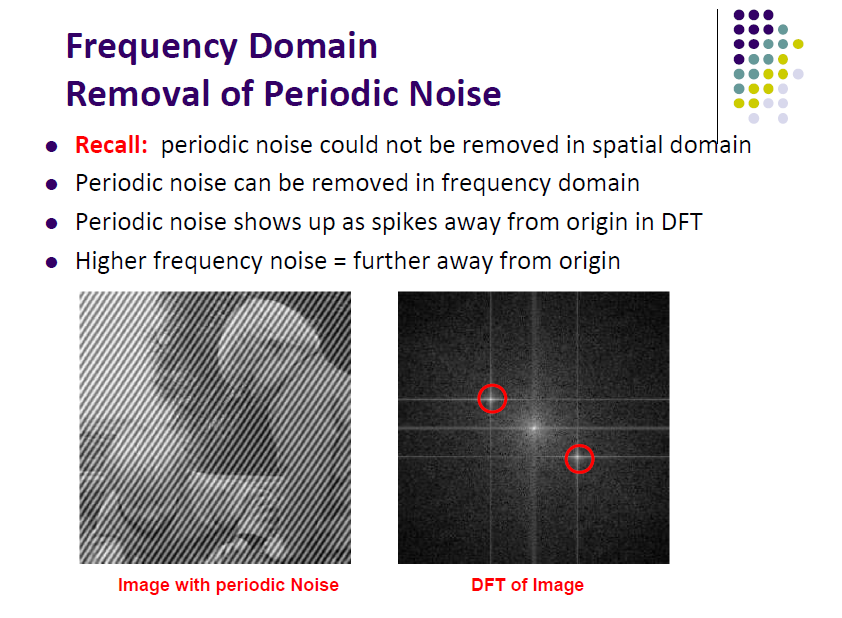 Frequency Domain
Removal of Periodic Noise
Recall: periodic noise could not be removed in spatial domain
Periodic noise can be removed in frequency domain
Periodic noise shows up as spikes away from origin in DFT
Higher frequency noise = further away from origin
Image with periodic Noise
DFT of Image